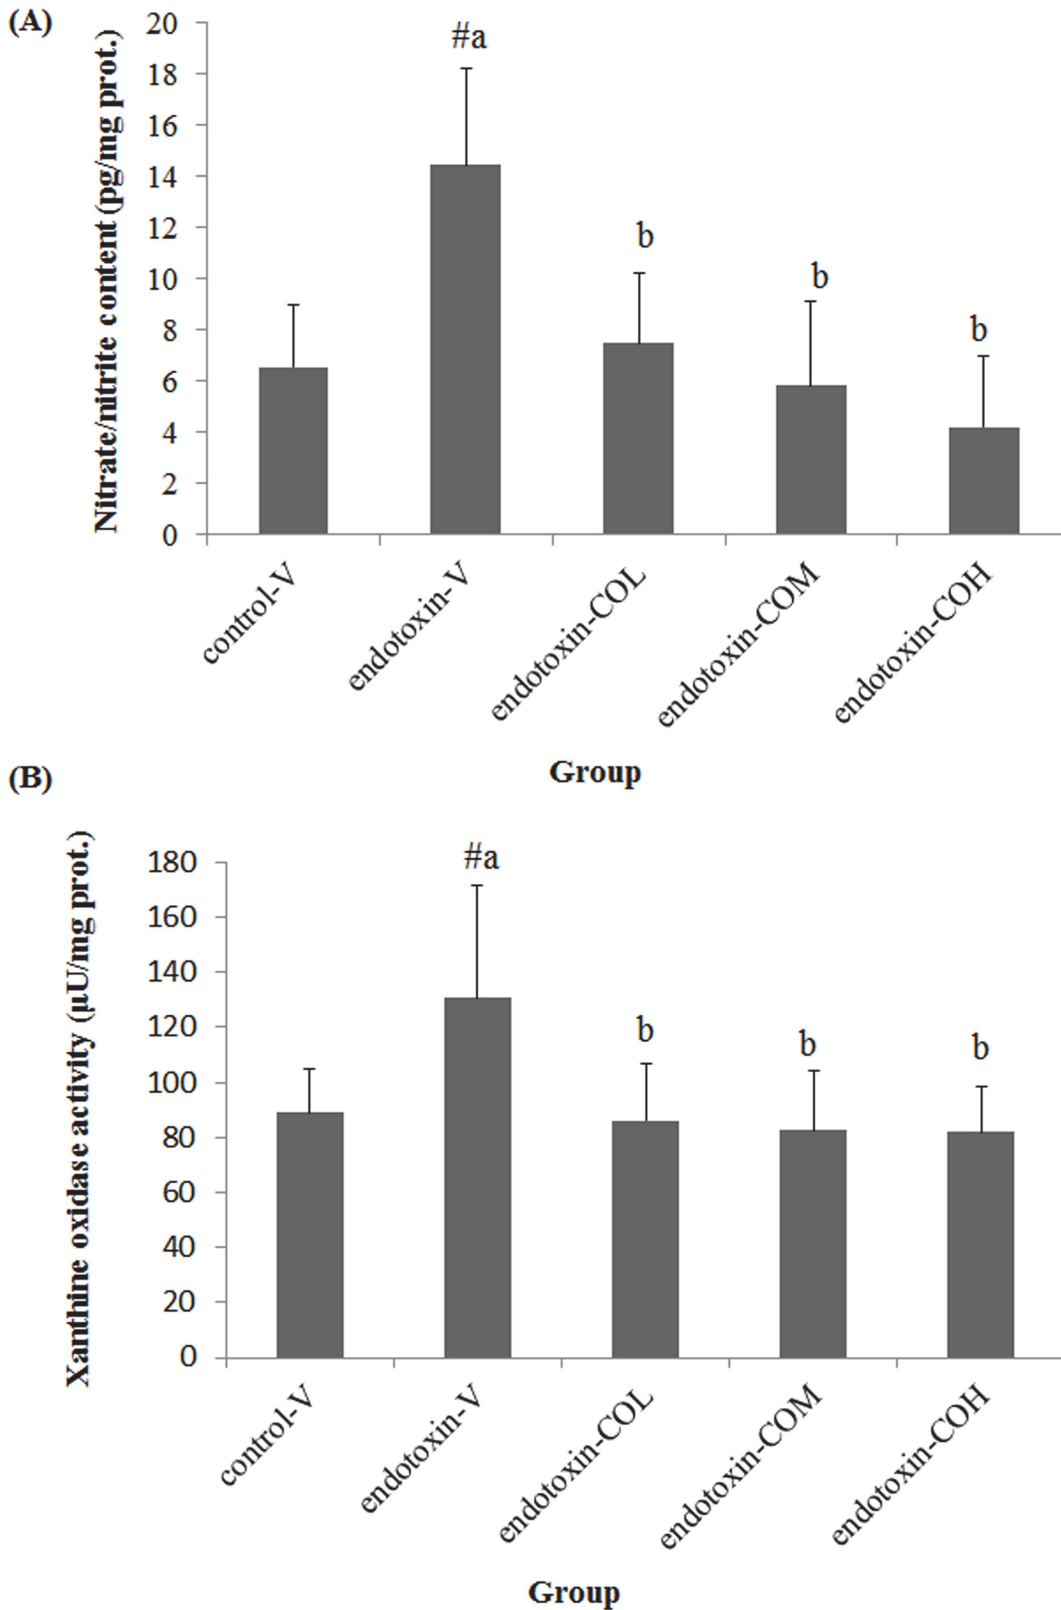 (A)
Nitrate/nitrite content (pg/mg prot.)
20
18
16
14
12
10
8
6
4
2
0
#a
b
b
b
control-V
endotoxin-V
endotoxin-COL
endotoxin-COM
endotoxin-COH
Group
(B)
Xanthine oxidase activity (µU/mg prot.)
180
160
140
120
100
80
60
40
20
0
#a
b
b
b
control-V
endotoxin-V
endotoxin-COL
endotoxin-COM
endotoxin-COH
Group